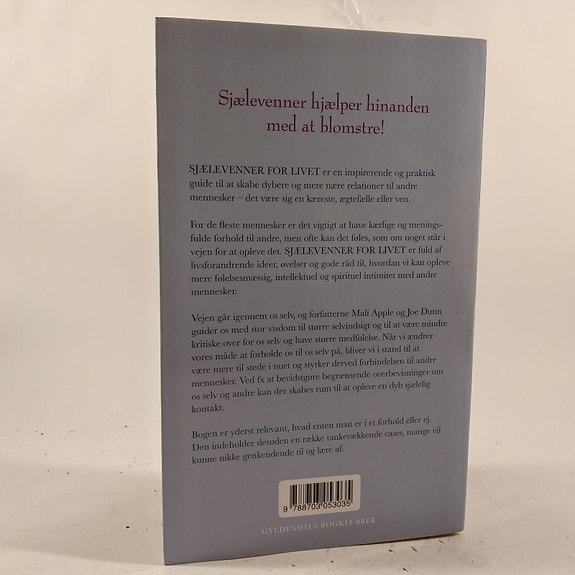 Sjælevenner hjælper hinanden
med at blomstre!
SJÆLEVENNER FOR LIVET er en inspirerende og praktisk
guide til at skabe dybere og mere nære relationer til andre
mennesker – det være sig en kæreste, ægtefælle eller ven.
For de fleste mennesker er det vigtigt at have kærlige og menings-
fulde forhold til andre, men ofte kan det føles, som om noget står i
vejen for at opleve det. SJÆLEVENNER FOR LIVET er fuld af
livsforandrende ideer, øvelser og gode råd til, hvordan vi kan opleve
mere følelsesmæssig, intellektuel og spirituel intimitet med andre
mennesker.
Vejen går igennem os selv, og forfatterne Mali Apple og Joe Dunn
guider os med stor visdom til større selvindsigt og til at være mindre
kritiske over for os selv og have større medfølelse. Når vi ændrer
vores måde at forholde os til os selv på, bliver vi i stand til at
være mere til stede i nuet og styrker derved forbindelsen til andre
mennesker. Ved fx at bevidstgøre begrænsende overbevisninger om
os selv og andre kan der skabes rum til at opleve en dyb sjælelig
kontakt.
Bogen er yderst relevant, hvad enten man er i et forhold eller ej.
Den indeholder desuden en række tankevækkende cases, mange vil
kunne nikke genkendende til og lære af.
9 788703 053035
GYLDENDALS BOGKLUBBER